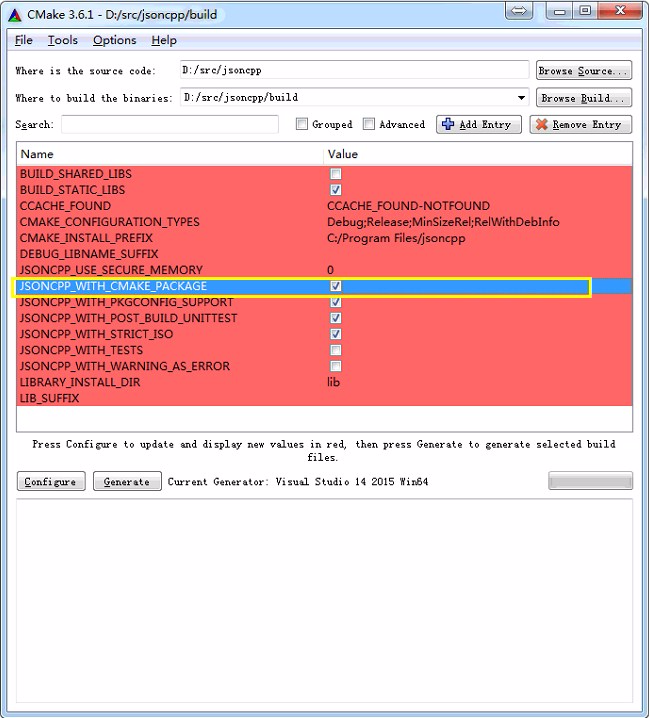 CMake 3.6.1 - D:/src/jsoncpp/build
File Tools Options Help
Where is the source code: D:/src/jsoncpp Browse Source...
Where to build the binaries: D:/src/jsoncpp/build Browse Build...
Search: Grouped Advanced Add Entry Remove Entry
Name Value
BUILD_SHARED_LIBS
BUILD_STATIC_LIBS
CCACHE_FOUND CCACHE_FOUND-NOTFOUND
CMAKE_CONFIGURATION_TYPES Debug;Release;MinSizeRel;RelWithDebInfo
CMAKE_INSTALL_PREFIX C:/Program Files/jsoncpp
DEBUG_LIBNAME_SUFFIX
JSONCPP_USE_SECURE_MEMORY 0
JSONCPP_WITH_CMAKE_PACKAGE
JSONCPP_WITH_PKGCONFIG_SUPPORT
JSONCPP_WITH_POST_BUILD_UNITTEST
JSONCPP_WITH_STRICT_ISO
JSONCPP_WITH_TESTS
JSONCPP_WITH_WARNING_AS_ERROR
LIBRARY_INSTALL_DIR lib
LIB_SUFFIX
Press Configure to update and display new values in red, then press Generate to generate selected build
files.
Configure Generate Current Generator: Visual Studio 14 2015 Win64